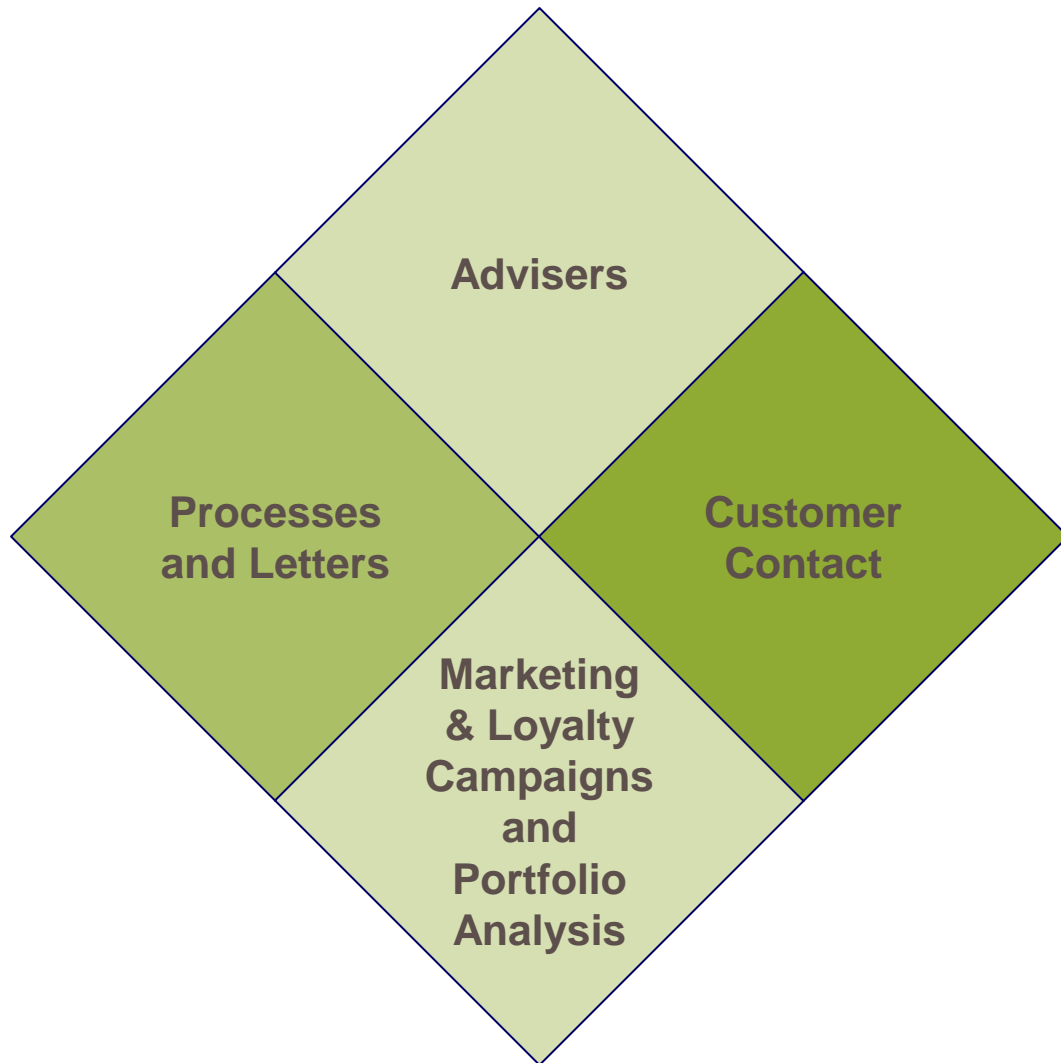 Advisers
Processes
and Letters
Customer
Contact
Marketing
& Loyalty
Campaigns
and
Portfolio
Analysis